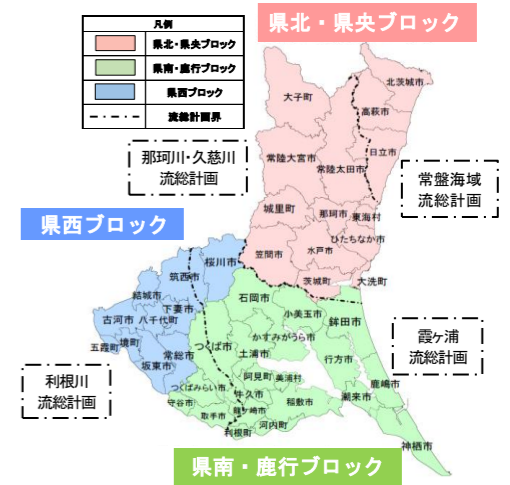 県北・県央ブロック
凡例
県北・県央ブロック
県南・鹿行ブロック
県西ブロック
流総計画界
北茨城市
大子町
高萩市
日立市
那珂川・久慈川
流総計画
常陸大宮市
常陸太田市
常盤海域
流総計画
城里町
那珂市
東海村
ひたちなか市
県西ブロック
笠間市
水戸市
桜川市
茨城町
大洗町
筑西市
結城市
石岡市
下妻市
小美玉市
鉾田市
古河市
八千代町
かすみがうら市
霞ヶ浦
流総計画
五霞町
境町
常総市
つくば市
土浦市
行方市
坂東市
利根川
流総計画
阿見町
美浦村
鹿嶋市
つくばみらい市
牛久市
稲敷市
潮来市
守谷市
取手市
龍ケ崎市
利根町
河内町
神栖市
県南・鹿行ブロック